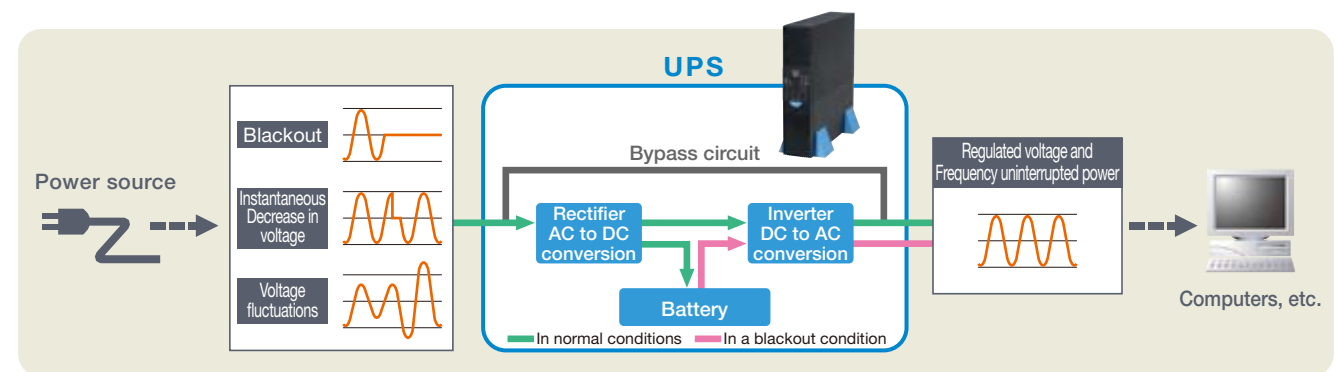 UPS
Blackout
Bypass circuit
Regulated voltage and
Frequency uninterrupted power
Power source
Instantaneous
Decrease in
voltage
Rectifier
AC to DC
conversion
Inverter
DC to AC
conversion
Voltage
fluctuations
Battery
Computers, etc.
In normal conditions
In a blackout condition